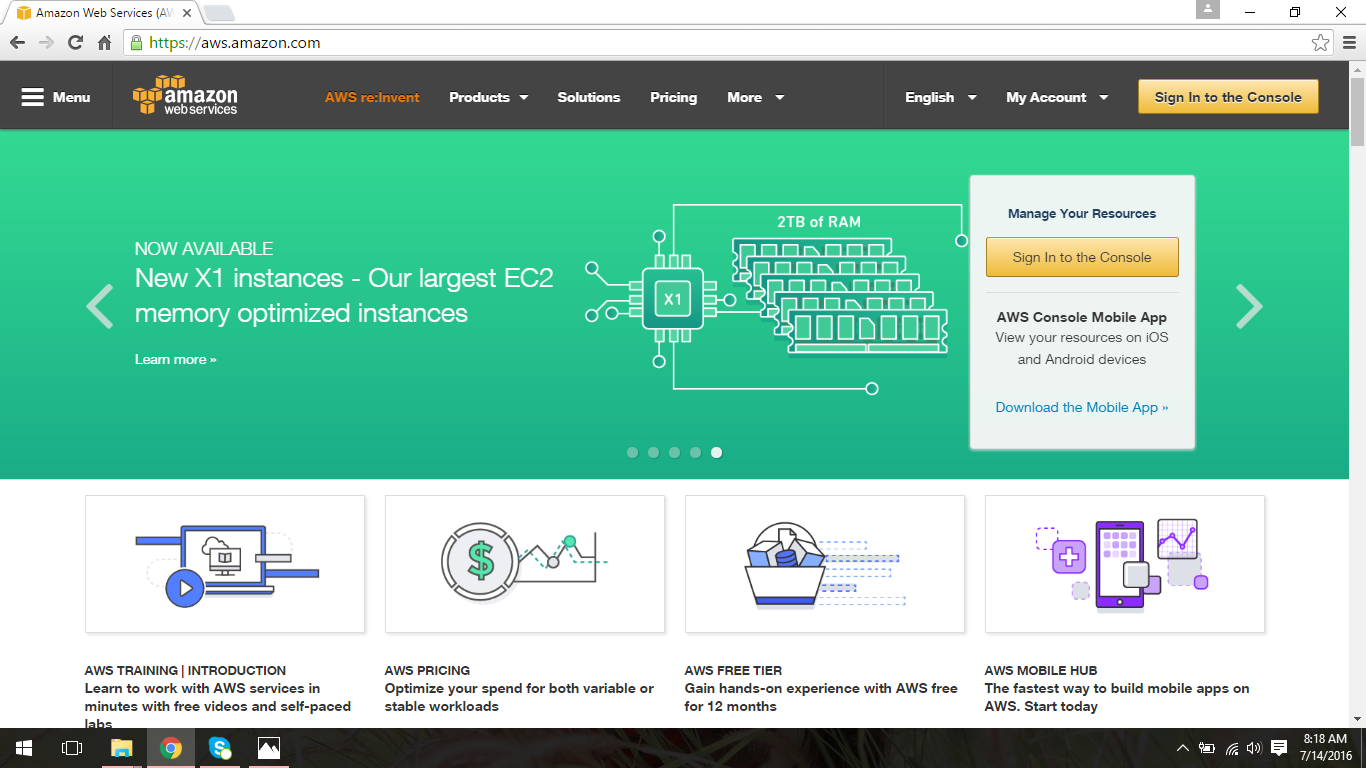 Amazon Web Services (AW
https://aws.amazon.com
Menu
amazon
web services
AWS re:Invent
Products
Solutions
Pricing
More
English
My Account
Sign In to the Console
NOW AVAILABLE
New X1 instances - Our largest EC2
memory optimized instances
Learn more »
2TB of RAM
X1
Manage Your Resources
Sign In to the Console
AWS Console Mobile App
View your resources on iOS
and Android devices
Download the Mobile App »
$
AWS TRAINING | INTRODUCTION
Learn to work with AWS services in
minutes with free videos and self-paced
labs
AWS PRICING
Optimize your spend for both variable or
stable workloads
AWS FREE TIER
Gain hands-on experience with AWS free
for 12 months
AWS MOBILE HUB
The fastest way to build mobile apps on
AWS. Start today
8:18 AM
7/14/2016